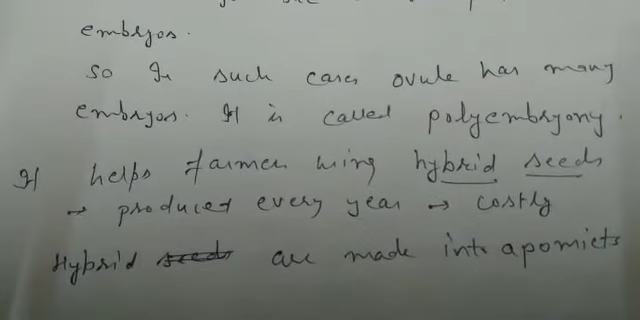 embryos.
So In such cases ovule has many
embryos. It is called polyembryony.
It helps farmer using hybrid seeds
→ produced every year → costly
Hybrid seeds are made into apomicts